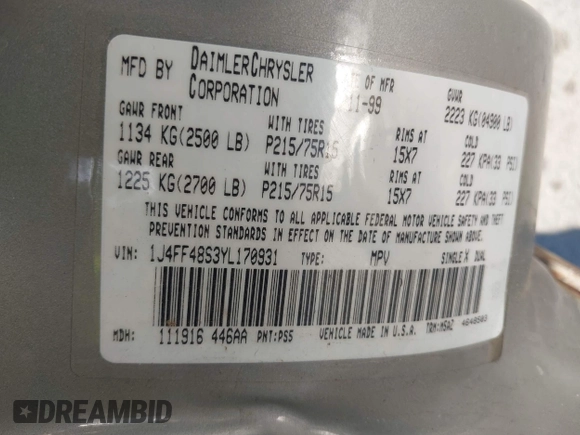 MFD BY DAIMLERCHRYSLER CORPORATION
OF MFR 11-99
GVWR 2223 KG(04900 LB)
GAWR FRONT WITH TIRES RIMS AT COLD
1134 KG(2500 LB) P215/75R15 15X7 227 KPA(33 PSI)
GAWR REAR WITH TIRES RIMS AT COLD
1225 KG(2700 LB) P215/75R15 15X7 227 KPA(33 PSI)
THIS VEHICLE CONFORMS TO ALL APPLICABLE FEDERAL MOTOR VEHICLE SAFETY AND THEFT
PREVENTION STANDARDS IN EFFECT ON THE DATE OF MANUFACTURE SHOWN ABOVE.
VIN: 1J4FF48S3YL170931 TYPE: MPV SINGLE X DUAL
MDH: 111916 446AA PNT:PS5 VEHICLE MADE IN U.S.A. TRM:M5AZ
DREAMBID